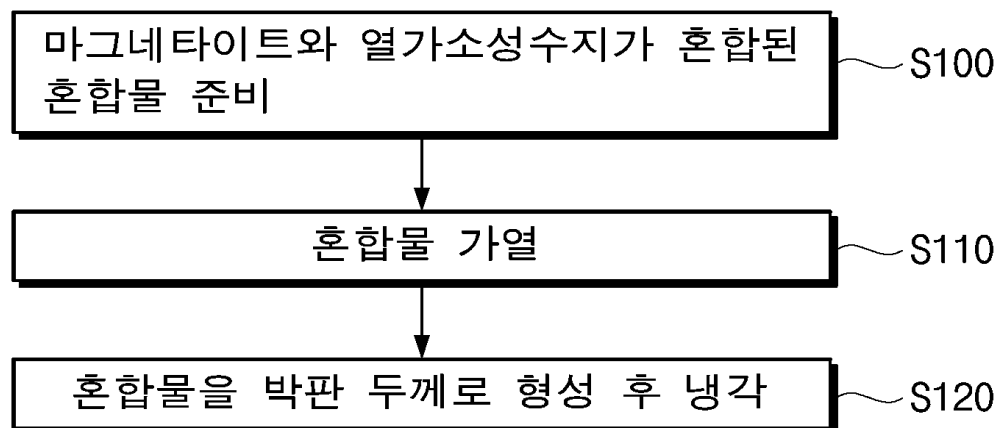 마그네타이트와 열가소성수지가 혼합된
혼합물 준비
S100
혼합물 가열
S110
혼합물을 박판 두께로 형성 후 냉각
S120